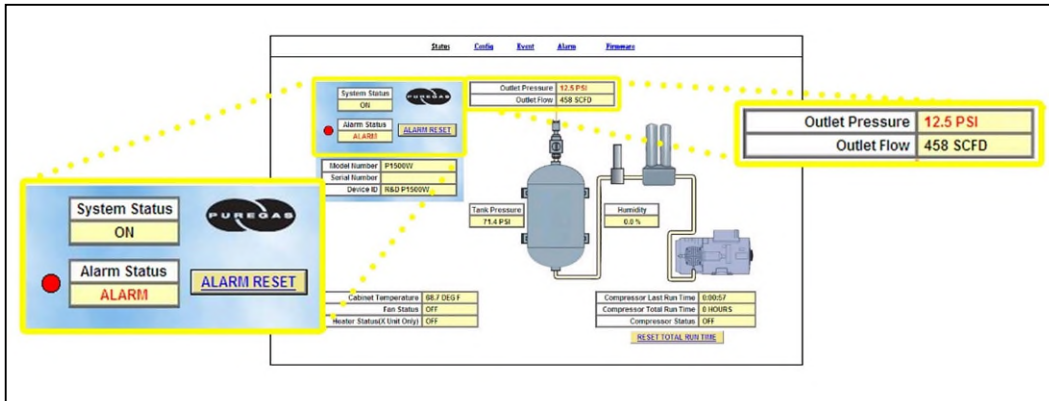 Status Config Event Alarm Firmware
System Status
ON
PUREGAS
Alarm Status
ALARM
ALARM RESET
Outlet Pressure 12.5 PSI
Outlet Flow 458 SCFD
Model Number P1500W
Serial Number
Device ID R&D P1500W
Outlet Pressure 12.5 PSI
Outlet Flow 458 SCFD
System Status
ON
PUREGAS
Alarm Status
ALARM
ALARM RESET
Tank Pressure
71.4 PSI
Humidity
0.0 %
Cabinet Temperature 68.7 DEG F
Fan Status OFF
Heater Status(X Unit Only) OFF
Compressor Last Run Time 0:00:57
Compressor Total Run Time 0 HOURS
Compressor Status OFF
RESET TOTAL RUN TIME